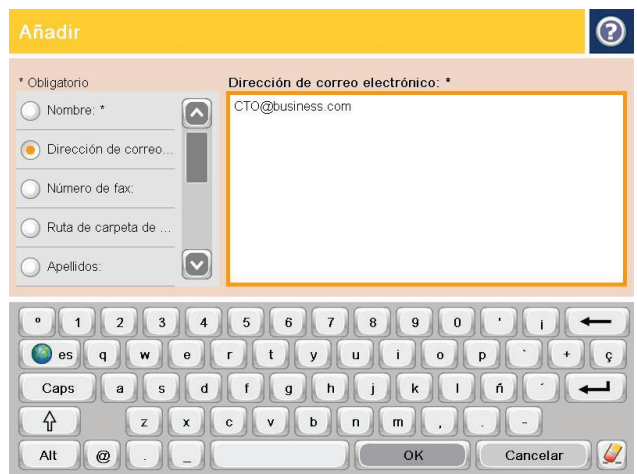 Añadir
?
* Obligatorio
Dirección de correo electrónico: *
Nombre: *
CTO@business.com
Dirección de correo...
Número de fax:
Ruta de carpeta de ...
Apellidos:
º 1 2 3 4 5 6 7 8 9 0 ' ¡
es q w e r t y u i o p ` + ç
Caps a s d f g h j k l ñ ´
z x c v b n m , . -
Alt @ . _ OK Cancelar